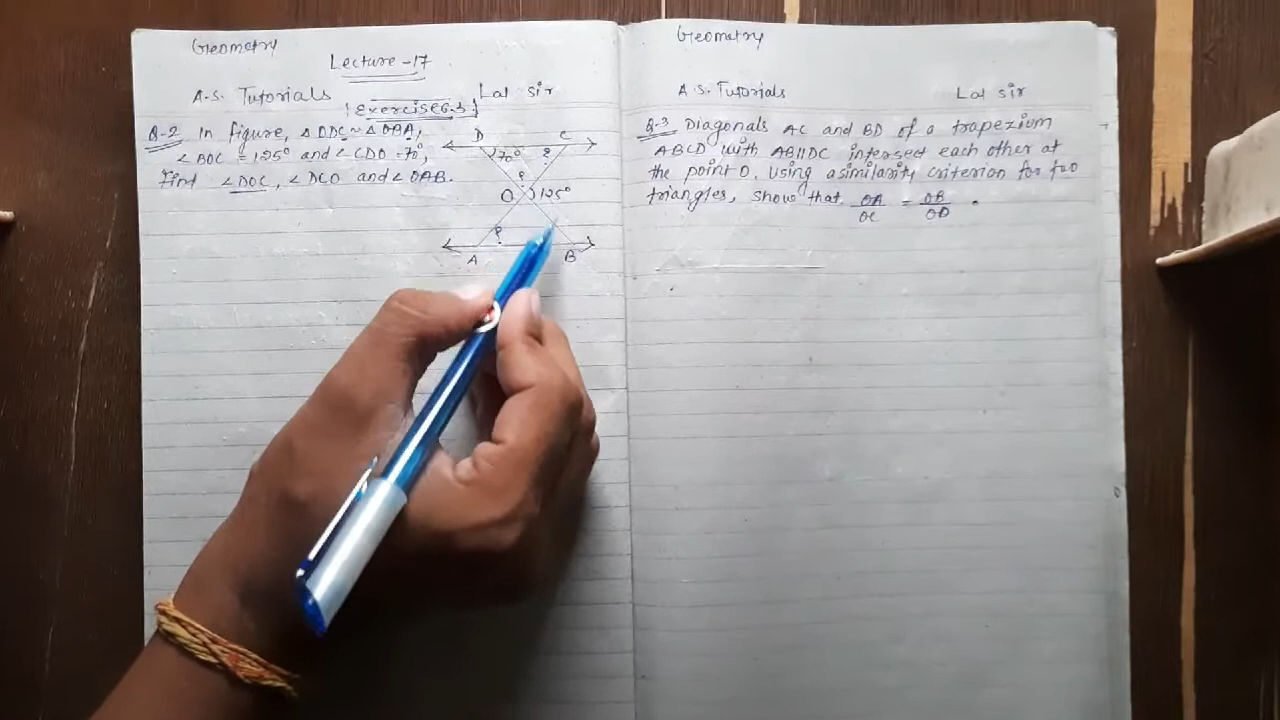 Geometry
Lecture -17
A.S. Tutorials Lal sir
Exercise 6.3
Q-2 In figure, △ODC ~ △OBA,
∠BOC = 125° and ∠CDO = 70°,
Find ∠DOC, ∠DCO and ∠OAB.
D C
70° ?
?
O 125°
?
A B
Geometry
A.S. Tutorials Lal sir
Q-3 Diagonals AC and BD of a trapezium
ABCD with AB||DC intersect each other at
the point O. Using a similarity criterion for two
triangles, show that OA/OC = OB/OD .